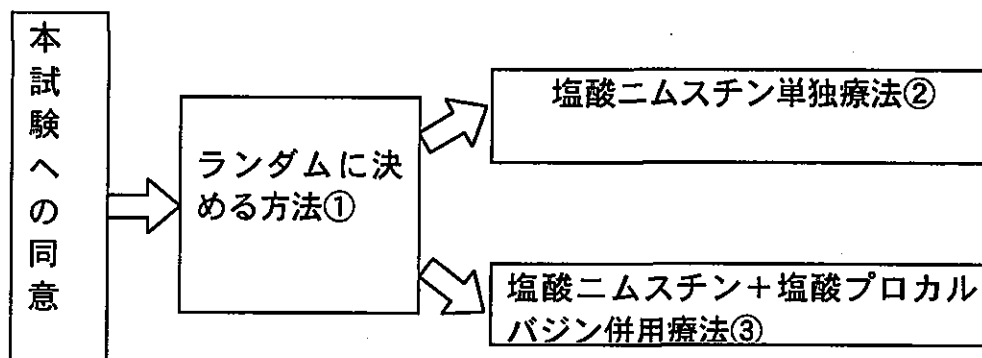 本試験への同意
ランダムに決
める方法①
塩酸ニムスチン単独療法②
塩酸ニムスチン＋塩酸プロカル
バジン併用療法③